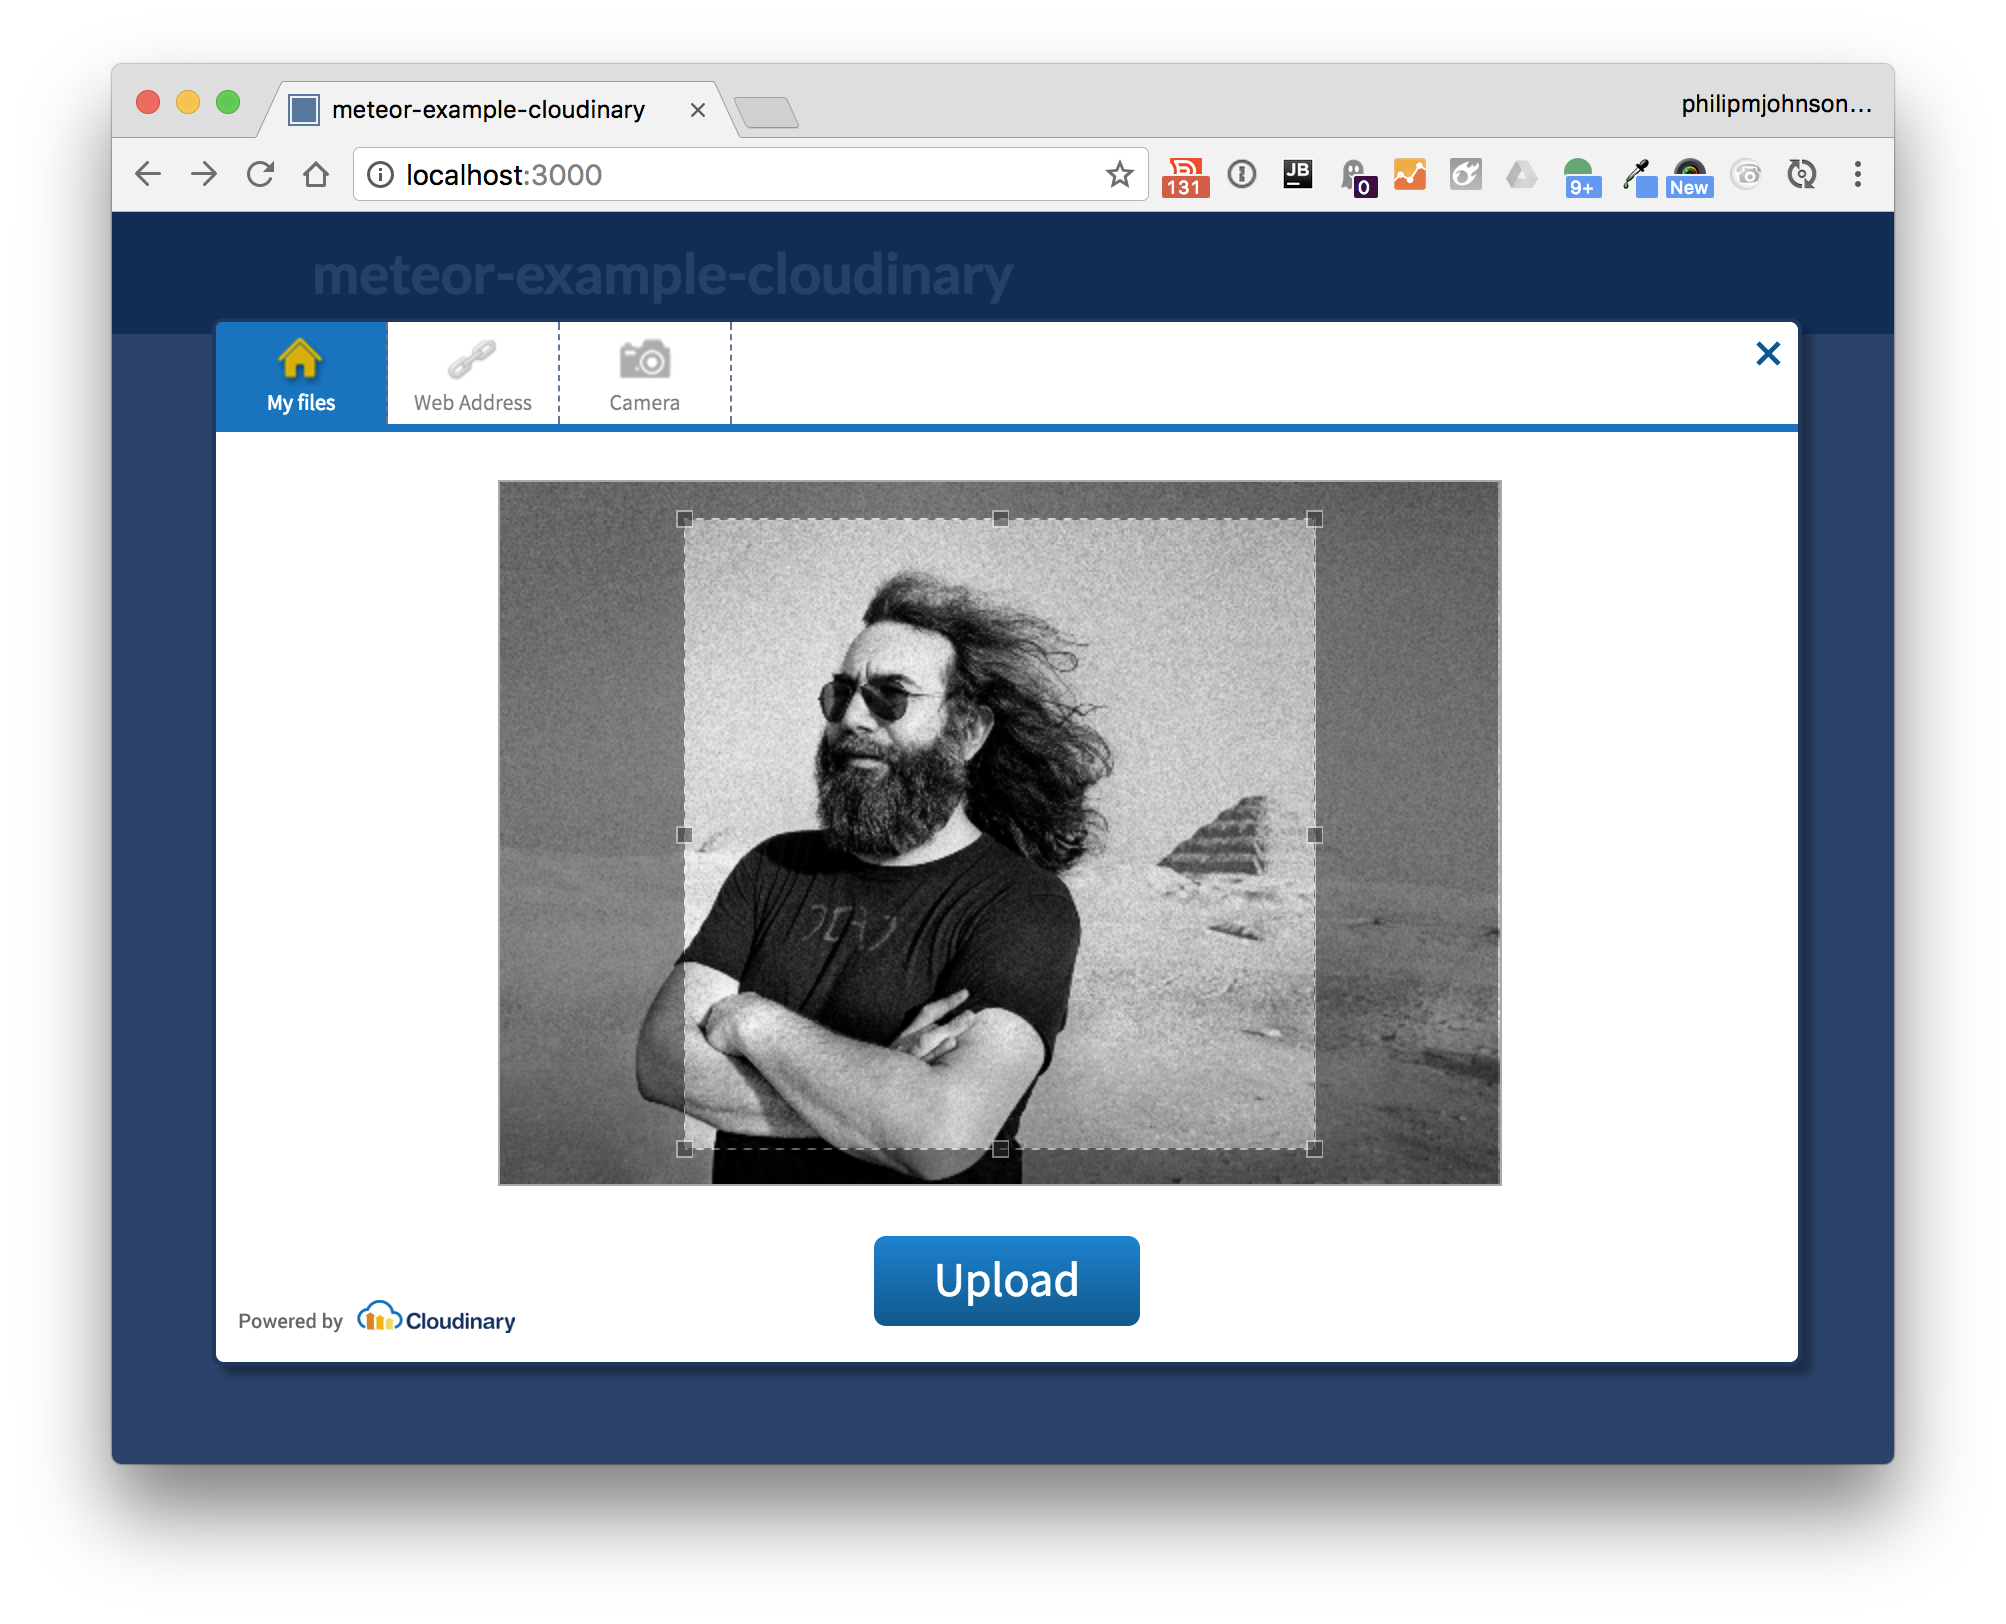 meteor-example-cloudinary
philipmjohnson...
localhost:3000
131
JB
0
9+
New
meteor-example-cloudinary
My files
Web Address
Camera
Upload
Powered by Cloudinary